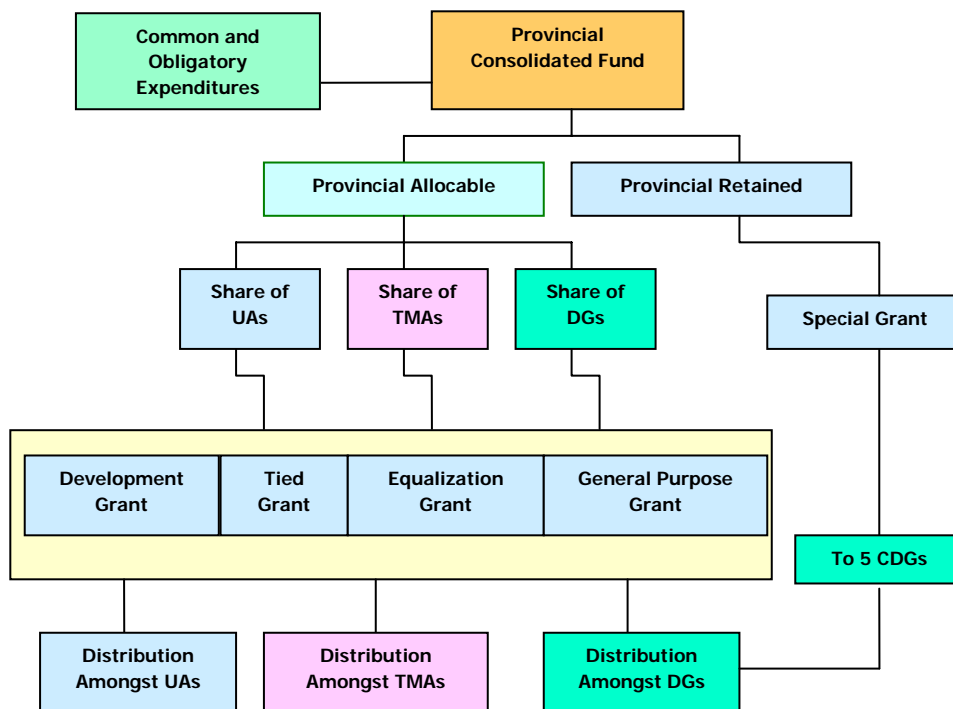 Common and
Obligatory
Expenditures
Provincial
Consolidated Fund
Provincial Allocable
Provincial Retained
Share of
UAs
Share of
TMAs
Share of
DGs
Special Grant
Development
Grant
Tied
Grant
Equalization
Grant
General Purpose
Grant
To 5 CDGs
Distribution
Amongst UAs
Distribution
Amongst TMAs
Distribution
Amongst DGs